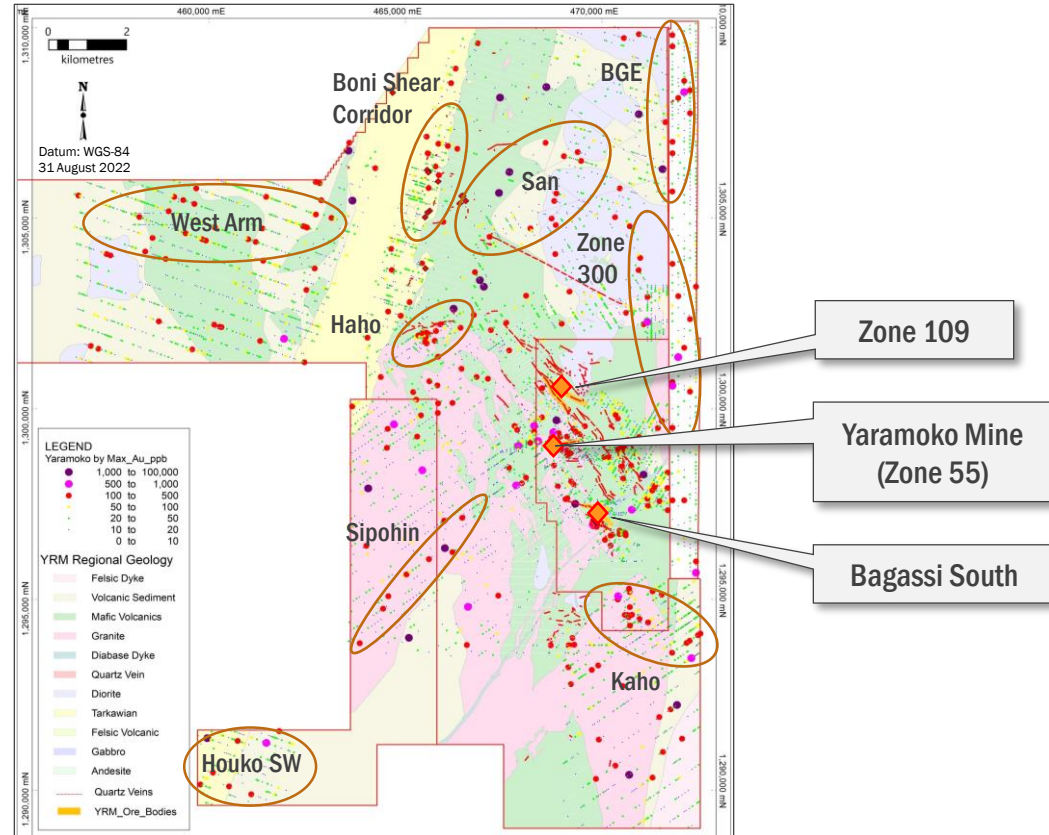 460,000 mE
465,000 mE
470,000 mE
1,310,000 mN
10,000 mN
0
2
kilometres
N
Datum: WGS-84
31 August 2022
Boni Shear
Corridor
BGE
San
West Arm
1,305,000 mN
1,305,000 mN
Zone
300
Haho
Zone 109
1,300,000 mN
1,300,000 mN
Yaramoko Mine
(Zone 55)
LEGEND
Yaramoko by Max_Au_ppb
1,000 to 100,000
500 to 1,000
100 to 500
50 to 100
20 to 50
10 to 20
0 to 10
Sipohin
Bagassi South
YRM Regional Geology
Felsic Dyke
Volcanic Sediment
Mafic Volcanics
Granite
Diabase Dyke
Quartz Vein
Diorite
Tarkawian
Felsic Volcanic
Gabbro
Andesite
Quartz Veins
YRM_Ore_Bodies
1,295,000 mN
1,295,000 mN
Kaho
Houko SW
1,290,000 mN
1,290,000 mN